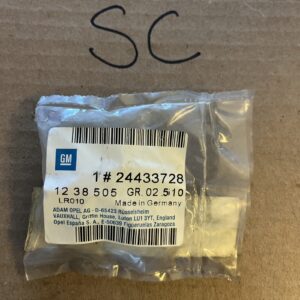 SC
GM
1 # 24433728
12 38 505 GR. 02 510
LR010 Made in Germany
ADAM OPEL AG - D-65423 Rüsselsheim
VAUXHALL, Griffin House, Luton LU1 3YT, England
Opel España S. A., E-50639 Figueruelas Zaragoza